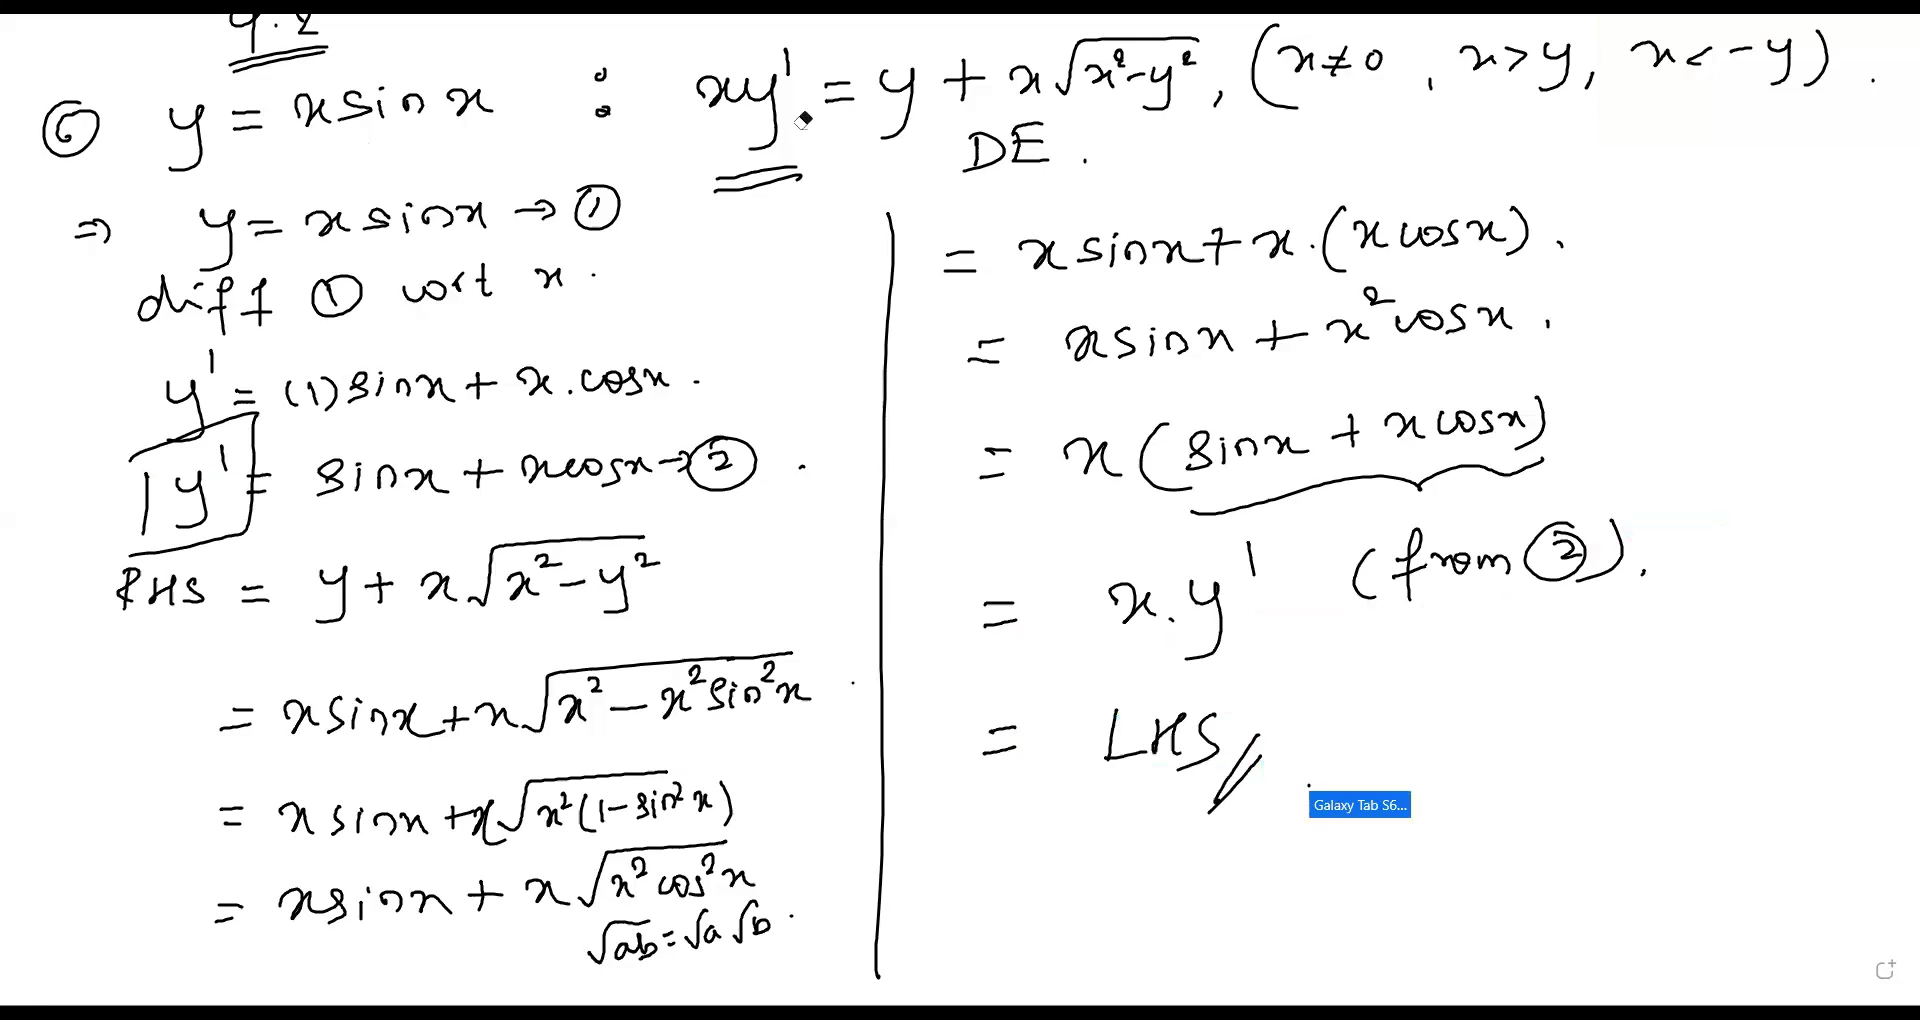 9.2
⑥ y = x sin x : xy' = y + x√(x²-y²), (x≠0, x>y, x<-y).
DE.
⇒ y = x sin x → ①
diff ① wrt x.
y' = (1) sin x + x.cos x.
y' = sin x + x cos x → ②.
RHS = y + x√(x²-y²)
= x sin x + x√(x² - x² sin² x)
= x sin x + x√(x²(1-sin² x))
= x sin x + x√(x² cos² x)
√ab = √a √b.
= x sin x + x.(x cos x).
= x sin x + x² cos x.
= x (sin x + x cos x)
= x.y' (from ②).
= LHS //
Galaxy Tab S6...